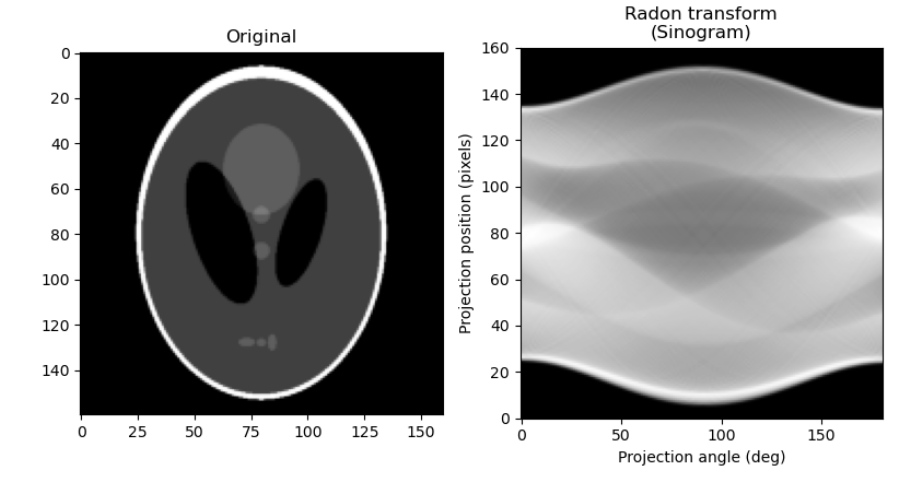 Original
0
20
40
60
80
100
120
140
0 25 50 75 100 125 150
Radon transform
(Sinogram)
160
140
120
100
80
60
40
20
0
Projection position (pixels)
0 50 100 150
Projection angle (deg)